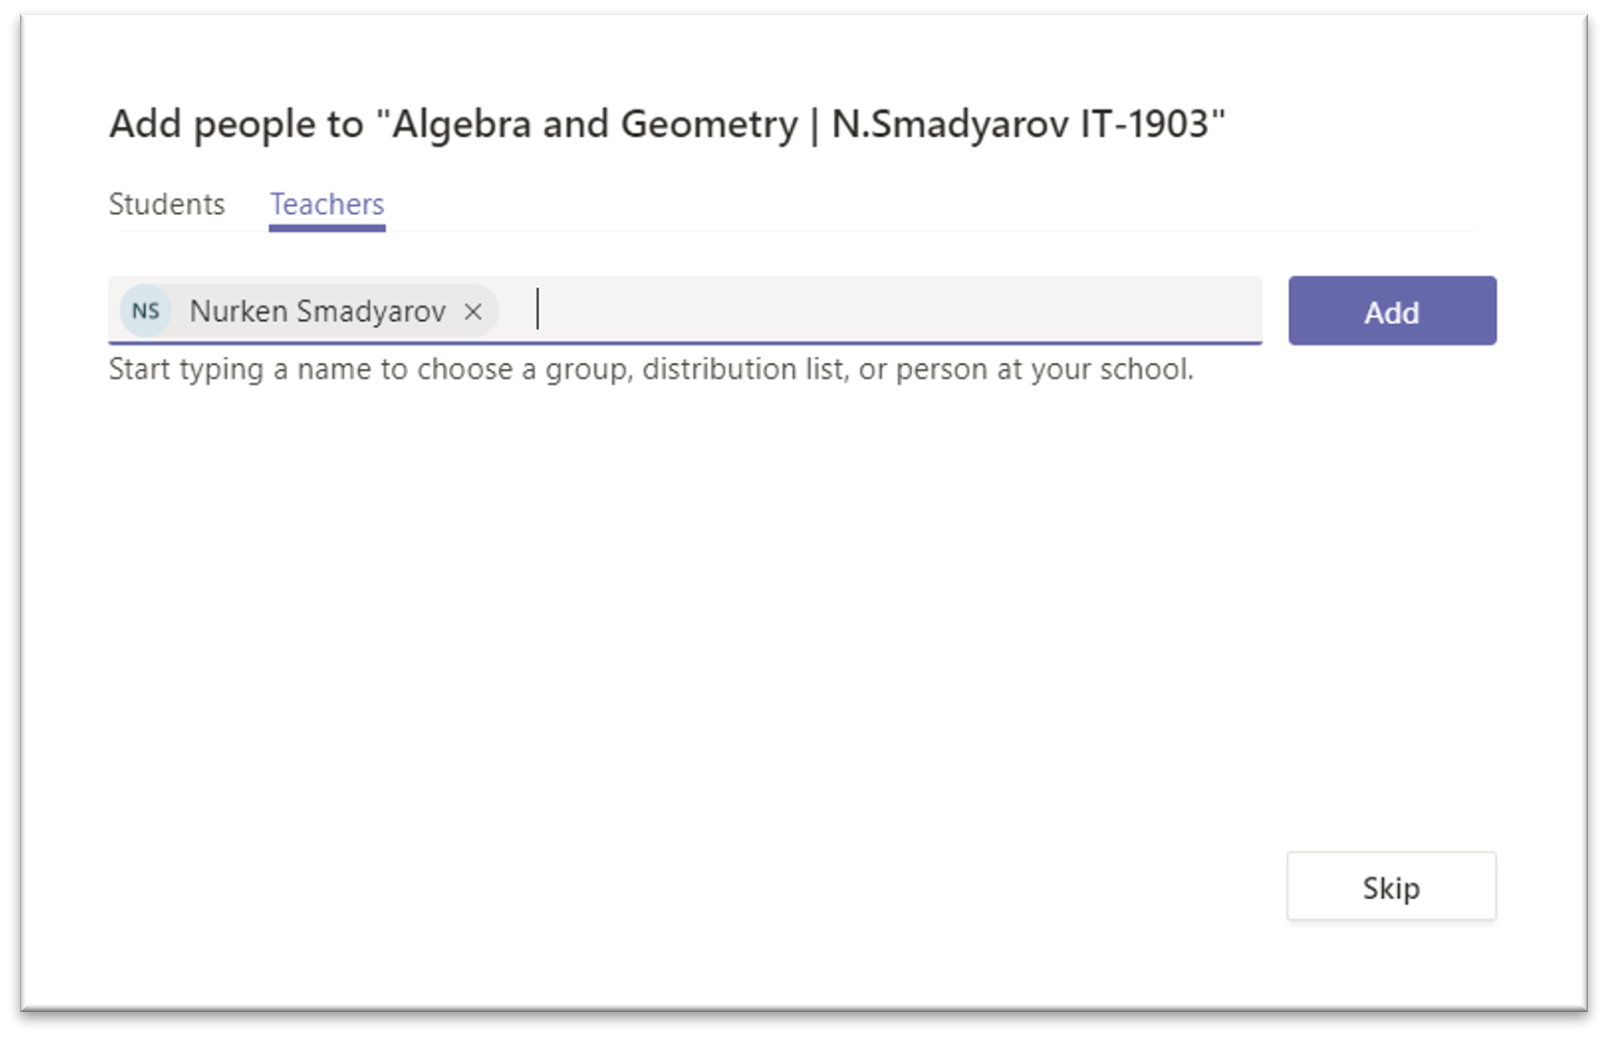 Add people to "Algebra and Geometry | N.Smadyarov IT-1903"
Students Teachers
NS Nurken Smadyarov × Add
Start typing a name to choose a group, distribution list, or person at your school.
Skip